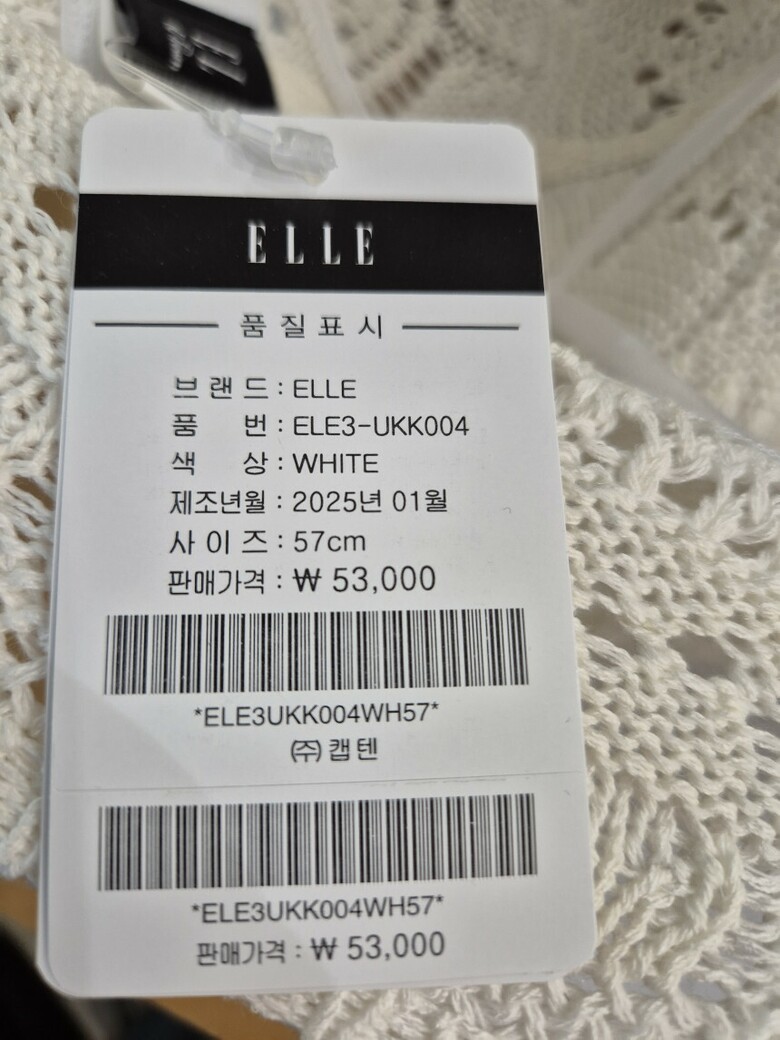 ELLE
품질표시
브랜드 : ELLE
품 번 : ELE3-UKK004
색 상 : WHITE
제조년월 : 2025년 01월
사이즈 : 57cm
판매가격 : ₩ 53,000
*ELE3UKK004WH57*
㈜캡텐
*ELE3UKK004WH57*
판매가격 : ₩ 53,000